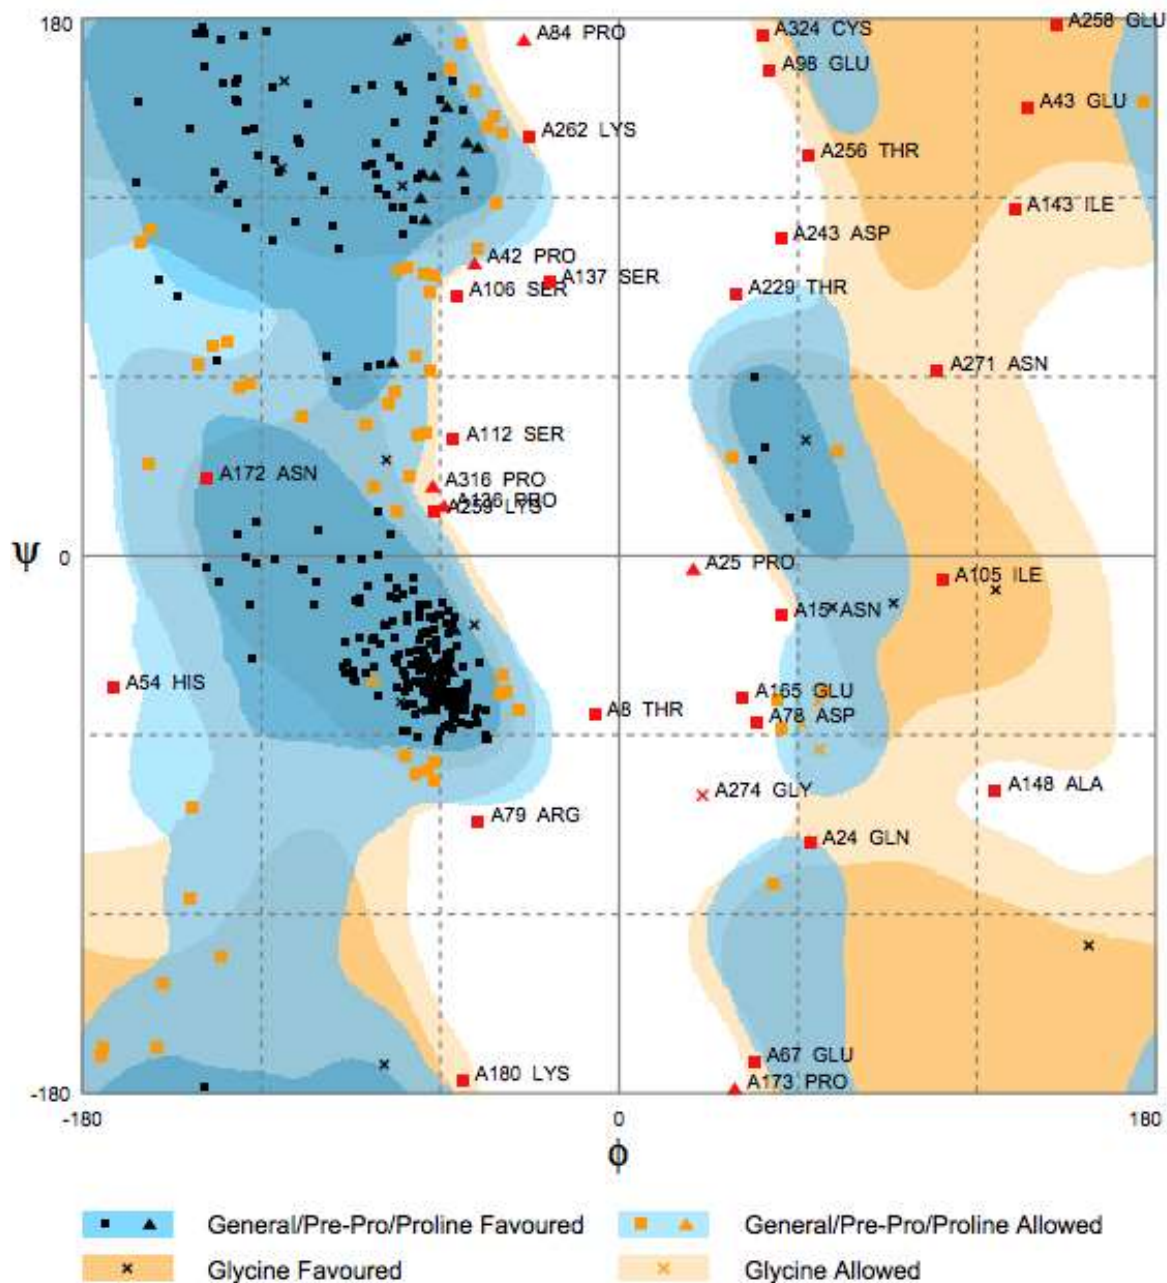 180
A84 PRO
A324 CYS
A258 GLU
A98 GLU
A43 GLU
A262 LYS
A256 THR
A143 ILE
A243 ASP
A42 PRO
A137 SER
A106 SER
A229 THR
A271 ASN
A112 SER
A172 ASN
A316 PRO
A136 PRO
A259 LYS
Ψ
0
A25 PRO
A105 ILE
A15 ASN
A54 HIS
A165 GLU
A8 THR
A78 ASP
A274 GLY
A148 ALA
A79 ARG
A24 GLN
A67 GLU
A180 LYS
A173 PRO
-180
-180
0
180
ϕ
General/Pre-Pro/Proline Favoured
General/Pre-Pro/Proline Allowed
Glycine Favoured
Glycine Allowed